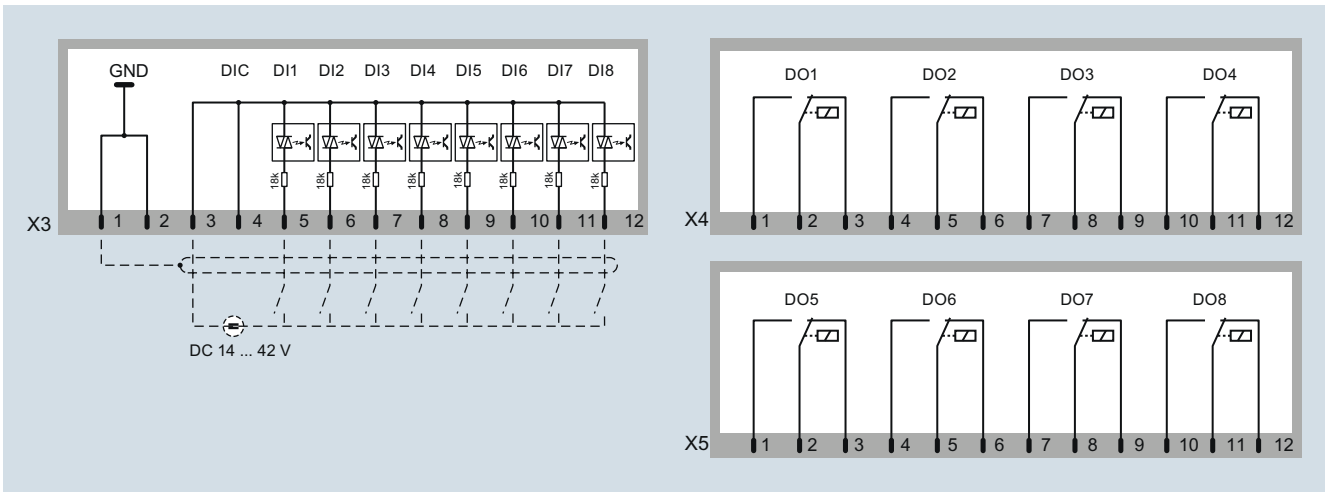 GND DIC DI1 DI2 DI3 DI4 DI5 DI6 DI7 DI8
18k 18k 18k 18k 18k 18k 18k 18k
X3 1 2 3 4 5 6 7 8 9 10 11 12
DC 14 ... 42 V
DO1 DO2 DO3 DO4
X4 1 2 3 4 5 6 7 8 9 10 11 12
DO5 DO6 DO7 DO8
X5 1 2 3 4 5 6 7 8 9 10 11 12